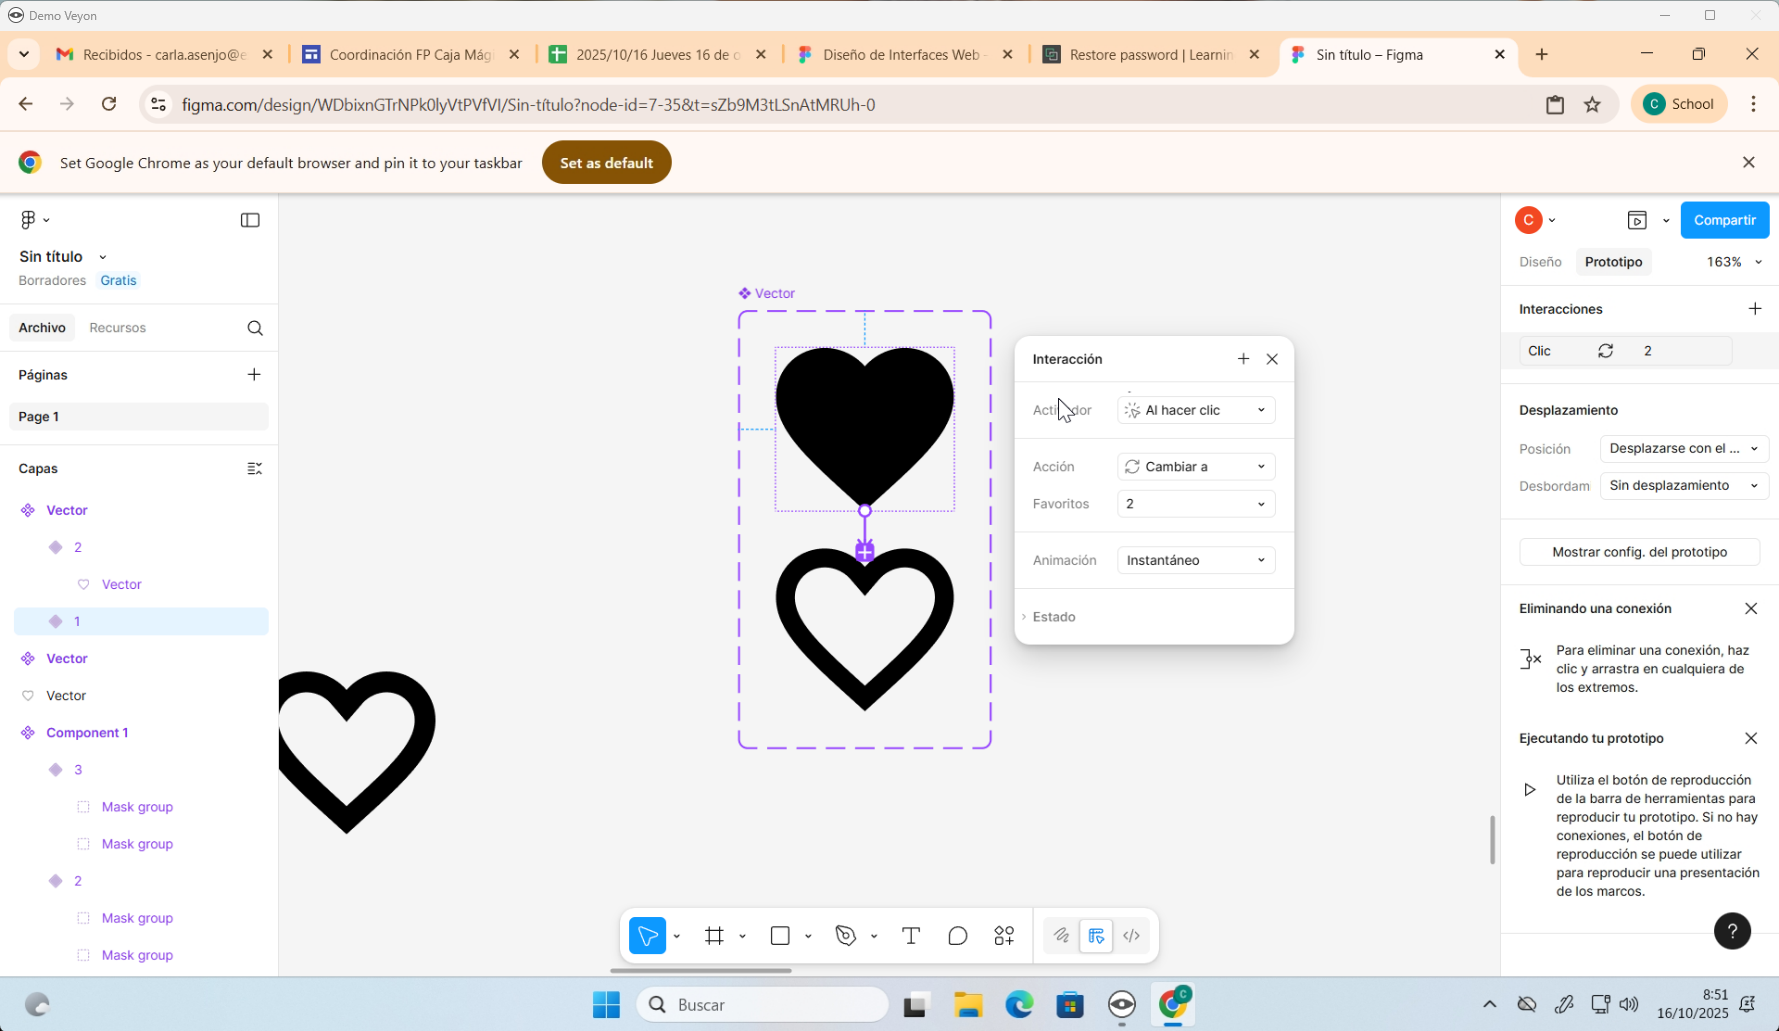 Demo Veyon
Recibidos - carla.asenjo@e
Coordinación FP Caja Mági
2025/10/16 Jueves 16 de o
Diseño de Interfaces Web -
Restore password | Learnin
Sin título – Figma
figma.com/design/WDbixnGTrNPk0lyVtPVfVI/Sin-título?node-id=7-35&t=sZb9M3tLSnAtMRUh-0
C School
Set Google Chrome as your default browser and pin it to your taskbar
Set as default
Sin título
Borradores Gratis
Archivo Recursos
Páginas
Page 1
Capas
Vector
2
Vector
1
Vector
Vector
Component 1
3
Mask group
Mask group
2
Mask group
Mask group
Vector
Interacción
Al hacer clic
Acción Cambiar a
Favoritos 2
Animación Instantáneo
Estado
C
Compartir
Diseño Prototipo 163%
Interacciones
Clic 2
Desplazamiento
Posición Desplazarse con el ...
Desbordam Sin desplazamiento
Mostrar config. del prototipo
Eliminando una conexión
Para eliminar una conexión, haz
clic y arrastra en cualquiera de
los extremos.
Ejecutando tu prototipo
Utiliza el botón de reproducción
de la barra de herramientas para
reproducir tu prototipo. Si no hay
conexiones, el botón de
reproducción se puede utilizar
para reproducir una presentación
de los marcos.
?
Buscar
C
8:51
16/10/2025